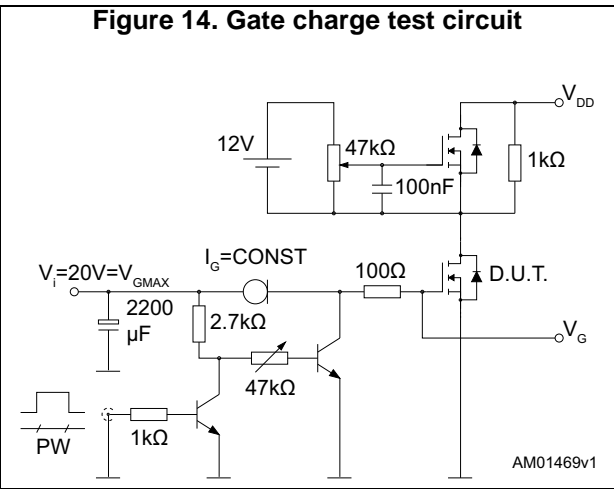 Figure 14. Gate charge test circuit
V_DD
12V
47kΩ
1kΩ
100nF
I_G=CONST
V_i=20V=V_GMAX
100Ω
D.U.T.
2200
μF
2.7kΩ
V_G
47kΩ
1kΩ
PW
AM01469v1